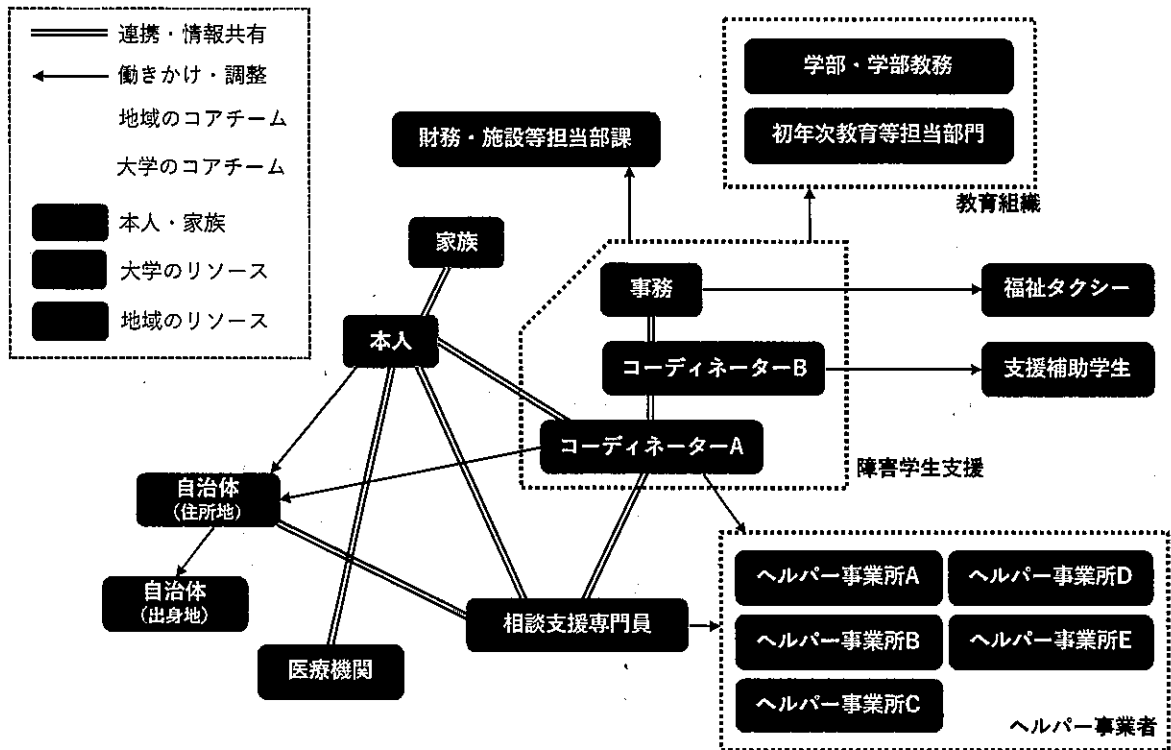 連携・情報共有
働きかけ・調整
地域のコアチーム
大学のコアチーム
本人・家族
大学のリソース
地域のリソース
学部・学部教務
初年次教育等担当部門
教育組織
財務・施設等担当部課
家族
本人
事務
コーディネーターB
コーディネーターA
障害学生支援
福祉タクシー
支援補助学生
自治体
(住所地)
自治体
(出身地)
医療機関
相談支援専門員
ヘルパー事業所A
ヘルパー事業所D
ヘルパー事業所B
ヘルパー事業所E
ヘルパー事業所C
ヘルパー事業者